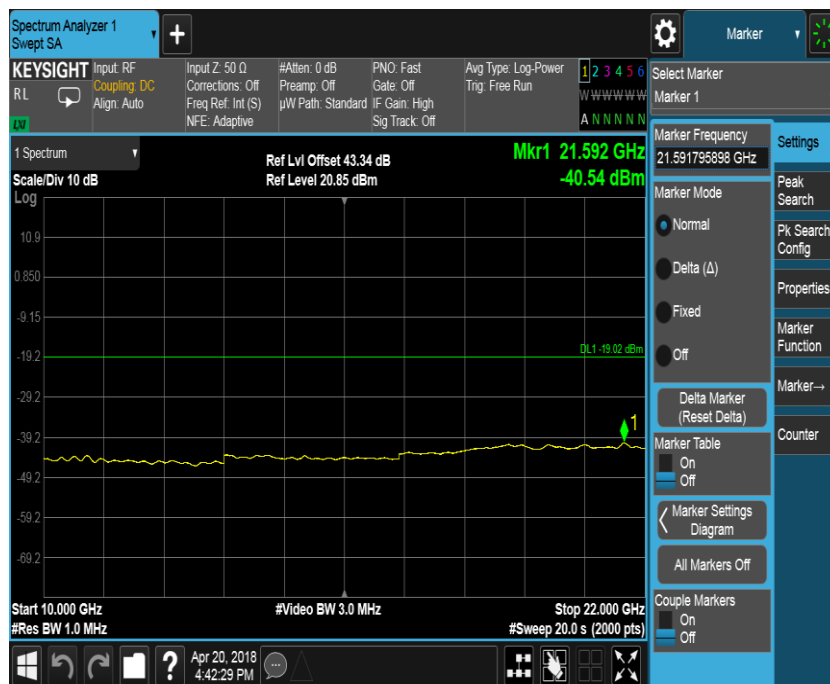 Spectrum Analyzer 1
Swept SA
Marker
KEYSIGHT
RL
LXI
Input: RF
Coupling: DC
Align: Auto
Input Z: 50 Ω
Corrections: Off
Freq Ref: Int (S)
NFE: Adaptive
#Atten: 0 dB
Preamp: Off
µW Path: Standard
PNO: Fast
Gate: Off
IF Gain: High
Sig Track: Off
Avg Type: Log-Power
Trig: Free Run
1 2 3 4 5 6
W W W W W W
A N N N N N
Select Marker
Marker 1
1 Spectrum
Scale/Div 10 dB
Ref Lvl Offset 43.34 dB
Ref Level 20.85 dBm
Mkr1 21.592 GHz
-40.54 dBm
Log
10.9
0.850
-9.15
-19.2
-29.2
-39.2
-49.2
-59.2
-69.2
DL1 -19.02 dBm
1
Start 10.000 GHz
#Res BW 1.0 MHz
#Video BW 3.0 MHz
Stop 22.000 GHz
#Sweep 20.0 s (2000 pts)
Marker Frequency
21.591795898 GHz
Marker Mode
Normal
Delta (Δ)
Fixed
Off
Delta Marker
(Reset Delta)
Marker Table
On
Off
Marker Settings
Diagram
All Markers Off
Couple Markers
On
Off
Settings
Peak
Search
Pk Search
Config
Properties
Marker
Function
Marker→
Counter
?
Apr 20, 2018
4:42:29 PM